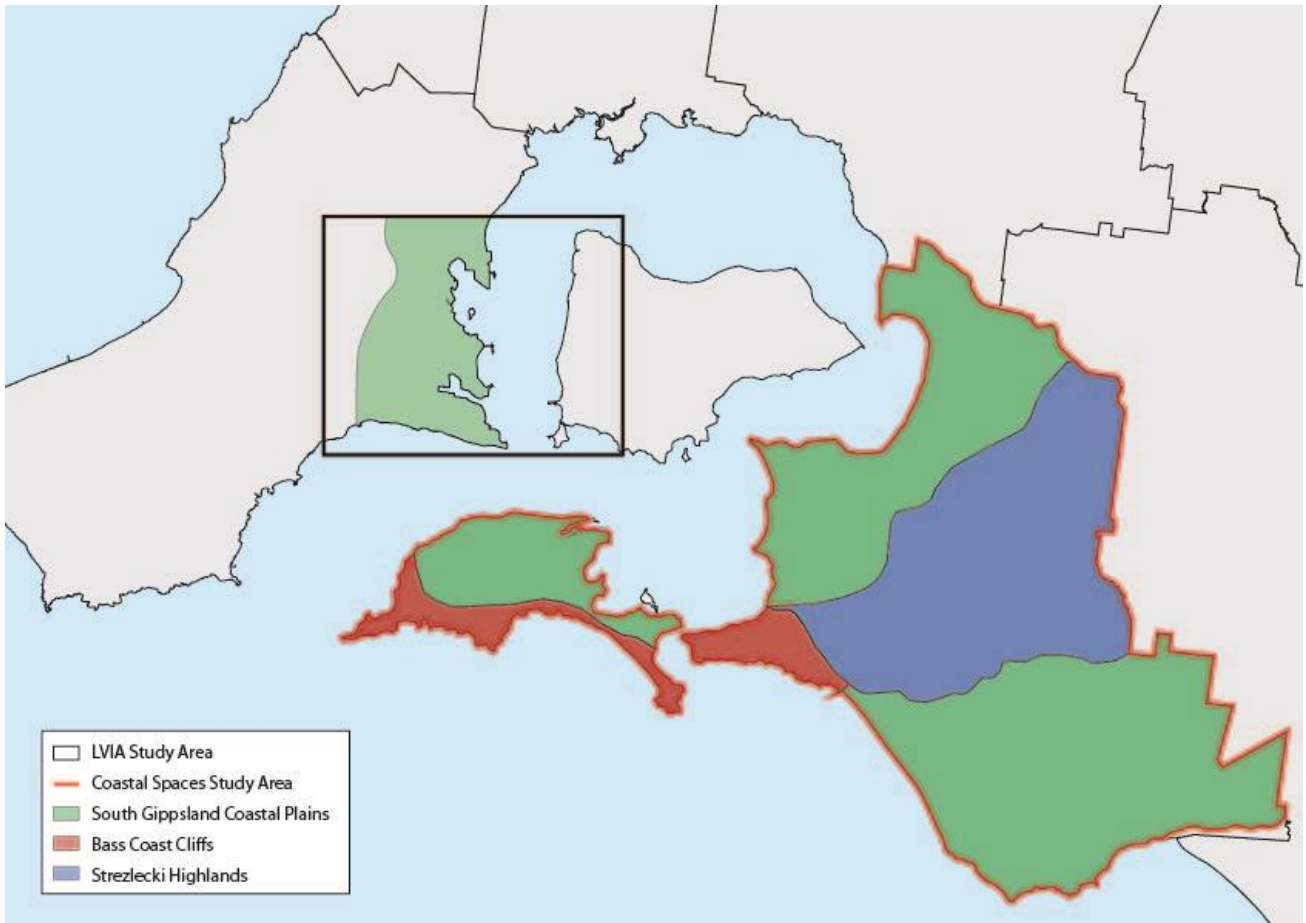 LVIA Study Area
Coastal Spaces Study Area
South Gippsland Coastal Plains
Bass Coast Cliffs
Strezlecki Highlands